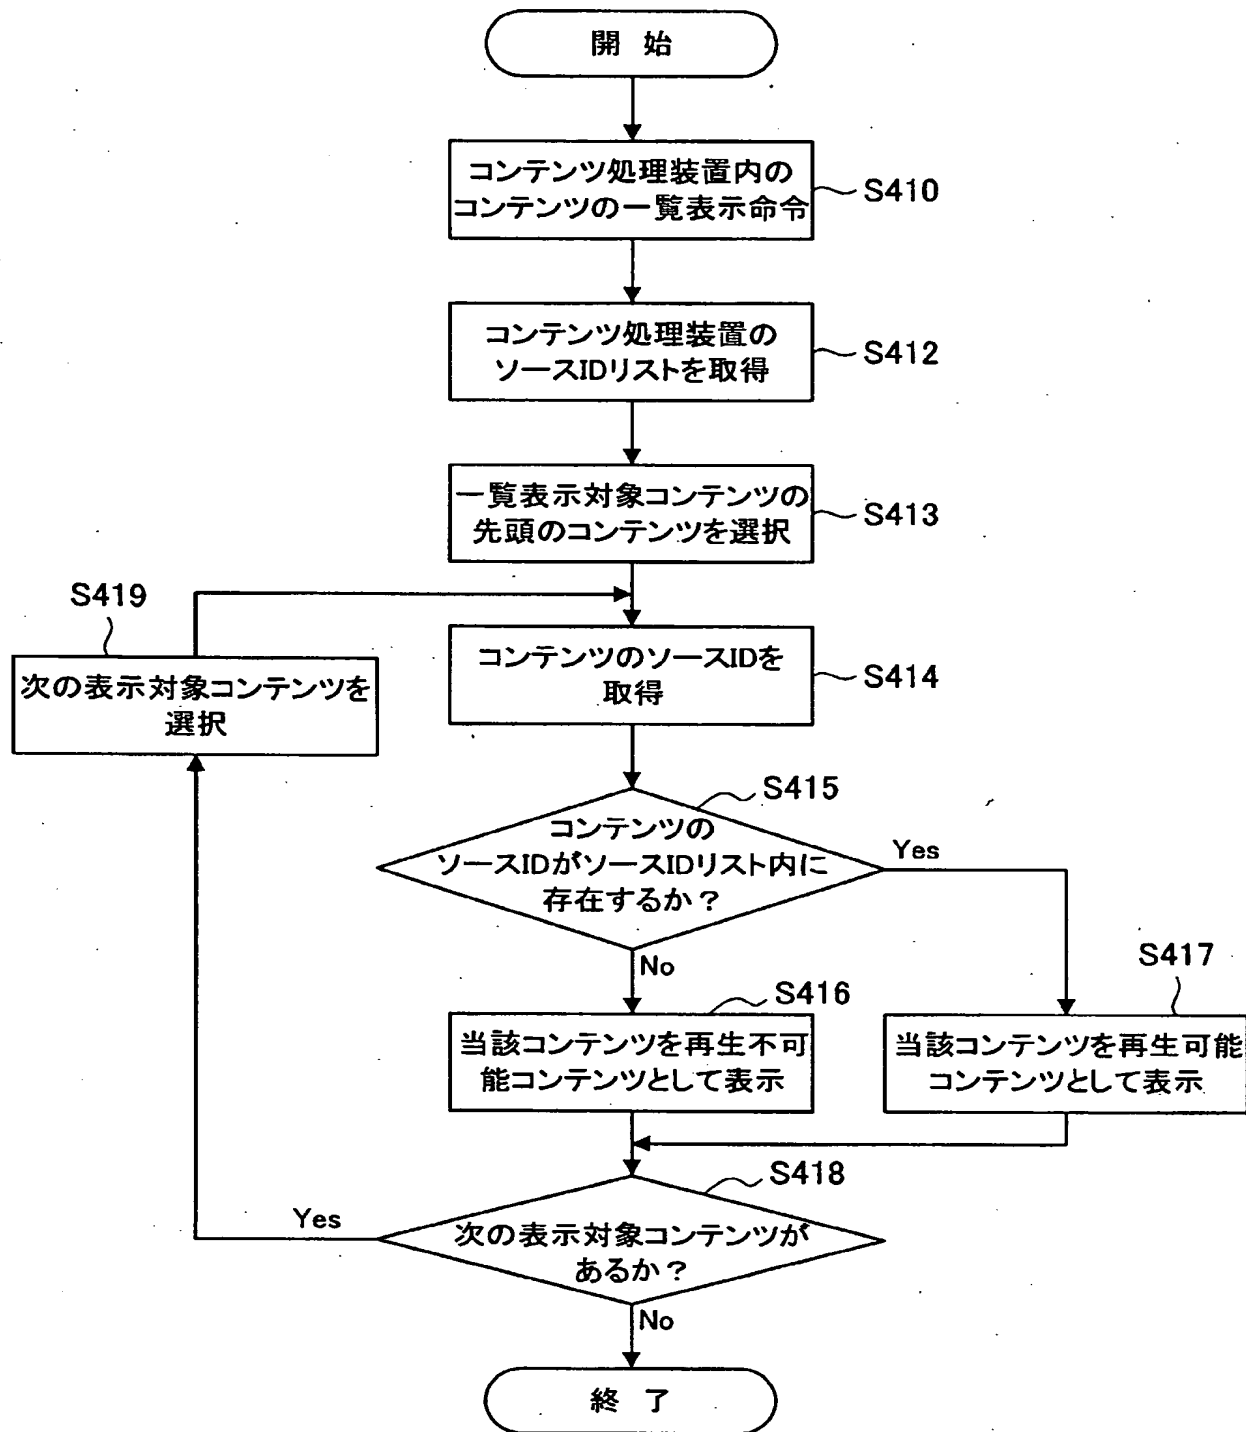 開 始
コンテンツ処理装置内の
コンテンツの一覧表示命令
S410
コンテンツ処理装置の
ソースIDリストを取得
S412
一覧表示対象コンテンツの
先頭のコンテンツを選択
S413
S419
次の表示対象コンテンツを
選択
コンテンツのソースIDを
取得
S414
S415
コンテンツの
ソースIDがソースIDリスト内に
存在するか？
Yes
No
S416
当該コンテンツを再生不可
能コンテンツとして表示
S417
当該コンテンツを再生可能
コンテンツとして表示
S418
次の表示対象コンテンツが
あるか？
Yes
No
終 了